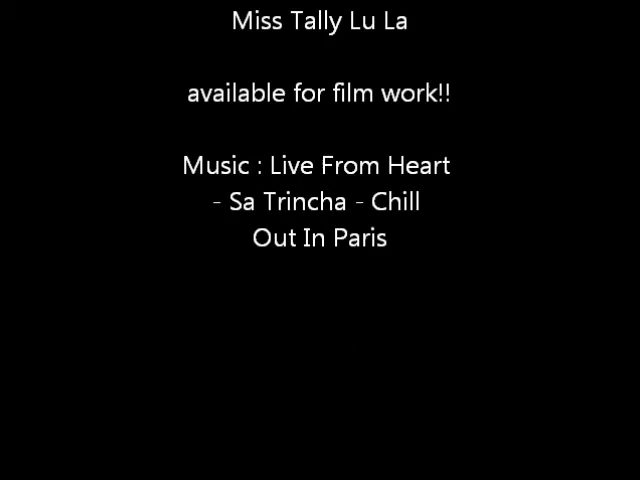 Miss Tally Lu La
available for film work!!
Music : Live From Heart
- Sa Trincha - Chill
Out In Paris